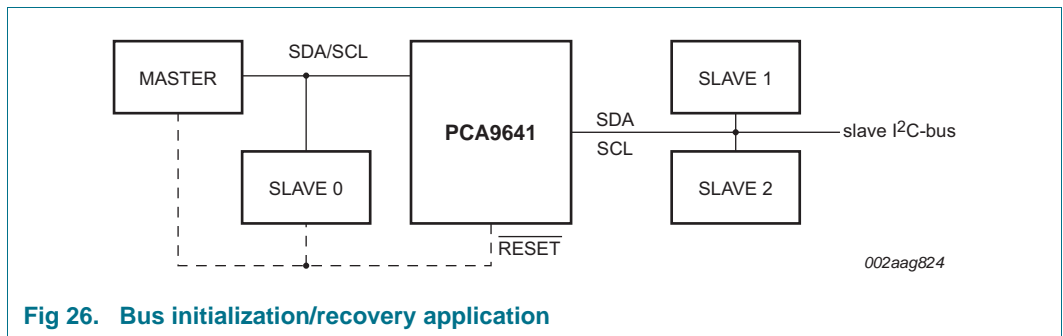 SDA/SCL
MASTER
SLAVE 0
PCA9641
RESET
SDA
SCL
SLAVE 1
SLAVE 2
slave I²C-bus
002aag824
Fig 26. Bus initialization/recovery application